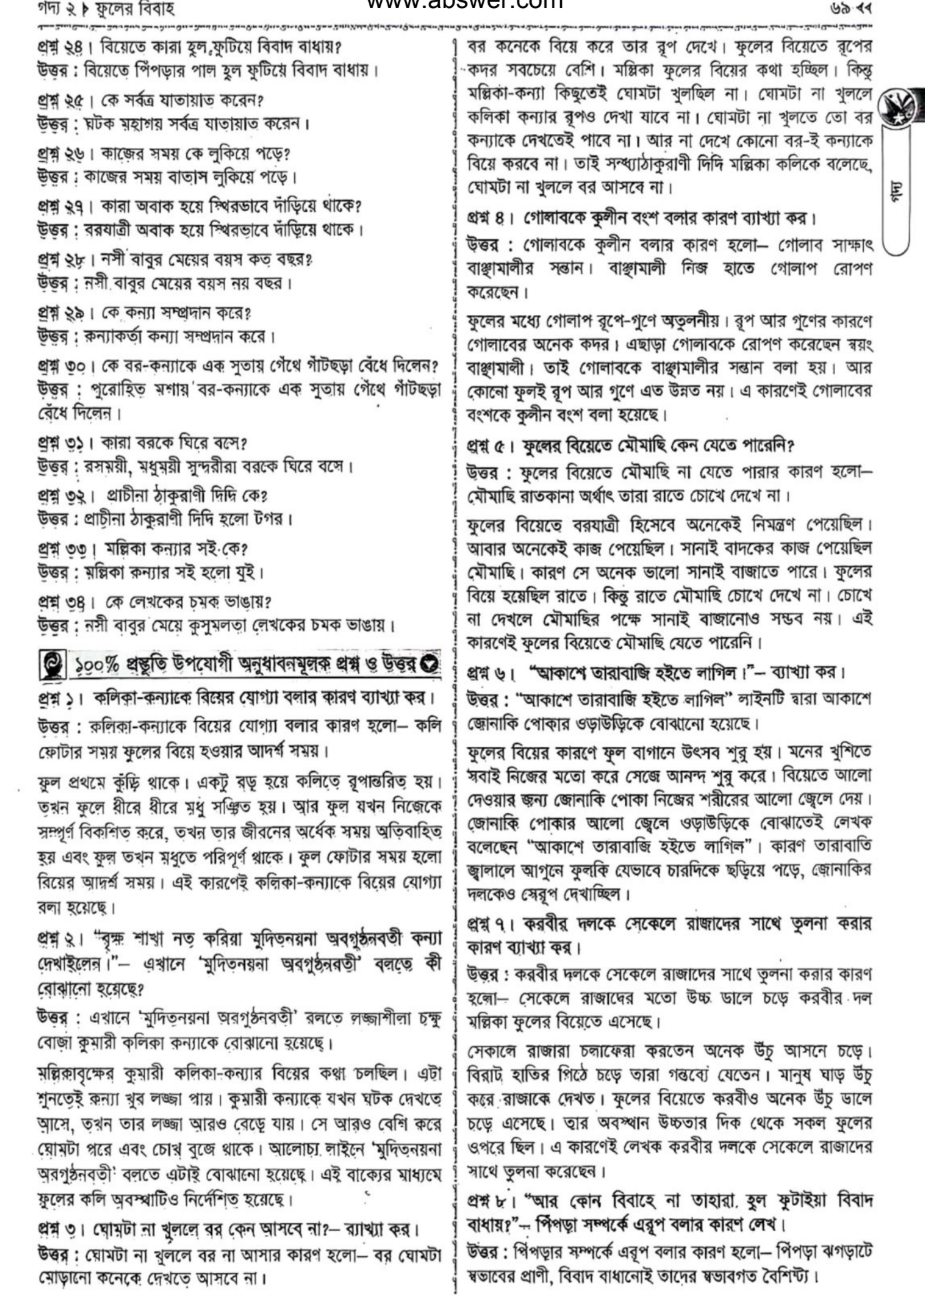 গদ্য ২ ফুলের বিবাহ
www.abswer.com
৬৯
প্রশ্ন ২৪। বিয়েতে কারা হুল ফুটিয়ে বিবাদ বাধায়?
উত্তর : বিয়েতে পিঁপড়ার পাল হুল ফুটিয়ে বিবাদ বাধায়।
প্রশ্ন ২৫। কে সর্বত্র যাতায়াত করেন?
উত্তর : ঘটক মহাশয় সর্বত্র যাতায়াত করেন।
প্রশ্ন ২৬। কাজের সময় কে লুকিয়ে পড়ে?
উত্তর : কাজের সময় বাতাস লুকিয়ে পড়ে।
প্রশ্ন ২৭। কারা অবাক হয়ে স্থিরভাবে দাঁড়িয়ে থাকে?
উত্তর : বরযাত্রী অবাক হয়ে স্থিরভাবে দাঁড়িয়ে থাকে।
প্রশ্ন ২৮। নসী বাবুর মেয়ের বয়স কত বছর?
উত্তর : নসী বাবুর মেয়ের বয়স নয় বছর।
প্রশ্ন ২৯। কে কন্যা সম্প্রদান করে?
উত্তর : কন্যাকর্তা কন্যা সম্প্রদান করে।
প্রশ্ন ৩০। কে বর-কন্যাকে এক সুতায় গেঁথে গাঁটছড়া বেঁধে দিলেন?
উত্তর : পুরোহিত মশায় বর-কন্যাকে এক সুতায় গেঁথে গাঁটছড়া
বেঁধে দিলেন।
প্রশ্ন ৩১। কারা বরকে ঘিরে বসে?
উত্তর : রসময়ী, মধুময়ী সুন্দরীরা বরকে ঘিরে বসে।
প্রশ্ন ৩২। প্রাচীনা ঠাকুরাণী দিদি কে?
উত্তর : প্রাচীনা ঠাকুরাণী দিদি হলো টগর।
প্রশ্ন ৩৩। মল্লিকা কন্যার সই কে?
উত্তর : মল্লিকা কন্যার সই হলো যুই।
প্রশ্ন ৩৪। কে লেখকের চমক ভাঙায়?
উত্তর : নসী বাবুর মেয়ে কুসুমলতা লেখকের চমক ভাঙায়।
১০০% প্রস্তুতি উপযোগী অনুধাবনমূলক প্রশ্ন ও উত্তর
প্রশ্ন ১। কলিকা-কন্যাকে বিয়ের যোগ্যা বলার কারণ ব্যাখ্যা কর।
উত্তর : কলিকা-কন্যাকে বিয়ের যোগ্যা বলার কারণ হলো— কলি
ফোটার সময় ফুলের বিয়ে হওয়ার আদর্শ সময়।
ফুল প্রথমে কুঁড়ি থাকে। একটু বড় হয়ে কলিতে রূপান্তরিত হয়।
তখন ফুলে ধীরে ধীরে মধু সঞ্চিত হয়। আর ফুল যখন নিজেকে
সম্পূর্ণ বিকশিত করে, তখন তার জীবনের অর্ধেক সময় অতিবাহিত
হয় এবং ফুল তখন মধুতে পরিপূর্ণ থাকে। ফুল ফোটার সময় হলো
বিয়ের আদর্শ সময়। এই কারণেই কলিকা-কন্যাকে বিয়ের যোগ্যা
বলা হয়েছে।
প্রশ্ন ২। “বৃক্ষ শাখা নত করিয়া মুদিতনয়না অবগুণ্ঠনবতী কন্যা
দেখাইলেন।”— এখানে ‘মুদিতনয়না অবগুণ্ঠনবতী’ বলতে কী
বোঝানো হয়েছে?
উত্তর : এখানে ‘মুদিতনয়না অবগুণ্ঠনবতী’ বলতে লজ্জাশীলা চক্ষু
বোজা কুমারী কলিকা কন্যাকে বোঝানো হয়েছে।
মল্লিকাবৃক্ষের কুমারী কলিকা-কন্যার বিয়ের কথা চলছিল। এটা
শুনতেই কন্যা খুব লজ্জা পায়। কুমারী কন্যাকে যখন ঘটক দেখতে
আসে, তখন তার লজ্জা আরও বেড়ে যায়। সে আরও বেশি করে
ঘোমটা পরে এবং চোখ বুজে থাকে। আলোচ্য লাইনে ‘মুদিতনয়না
অবগুণ্ঠনবতী’ বলতে এটাই বোঝানো হয়েছে। এই বাক্যের মাধ্যমে
ফুলের কলি অবস্থাটিও নির্দেশিত হয়েছে।
প্রশ্ন ৩। ঘোমটা না খুললে বর কেন আসবে না?— ব্যাখ্যা কর।
উত্তর : ঘোমটা না খুললে বর না আসার কারণ হলো— বর ঘোমটা
মোড়ানো কনেকে দেখতে আসবে না।
বর কনেকে বিয়ে করে তার রূপ দেখে। ফুলের বিয়েতে রূপের
কদর সবচেয়ে বেশি। মল্লিকা ফুলের বিয়ের কথা হচ্ছিল। কিন্তু
মল্লিকা-কন্যা কিছুতেই ঘোমটা খুলছিল না। ঘোমটা না খুললে
কলিকা কন্যার রূপও দেখা যাবে না। ঘোমটা না খুলতে তো বর
কন্যাকে দেখতেই পাবে না। আর না দেখে কোনো বর-ই কন্যাকে
বিয়ে করবে না। তাই সন্ধ্যাঠাকুরাণী দিদি মল্লিকা কলিকে বলেছে,
ঘোমটা না খুললে বর আসবে না।
প্রশ্ন ৪। গোলাবকে কুলীন বংশ বলার কারণ ব্যাখ্যা কর।
উত্তর : গোলাবকে কুলীন বলার কারণ হলো— গোলাব সাক্ষাৎ
বাঞ্ছামালীর সন্তান। বাঞ্ছামালী নিজ হাতে গোলাপ রোপণ
করেছেন।
ফুলের মধ্যে গোলাপ রূপে-গুণে অতুলনীয়। রূপ আর গুণের কারণে
গোলাবের অনেক কদর। এছাড়া গোলাবকে রোপণ করেছেন স্বয়ং
বাঞ্ছামালী। তাই গোলাবকে বাঞ্ছামালীর সন্তান বলা হয়। আর
কোনো ফুলই রূপ আর গুণে এত উন্নত নয়। এ কারণেই গোলাবের
বংশকে কুলীন বংশ বলা হয়েছে।
প্রশ্ন ৫। ফুলের বিয়েতে মৌমাছি কেন যেতে পারেনি?
উত্তর : ফুলের বিয়েতে মৌমাছি না যেতে পারার কারণ হলো—
মৌমাছি রাতকানা অর্থাৎ তারা রাতে চোখে দেখে না।
ফুলের বিয়েতে বরযাত্রী হিসেবে অনেকেই নিমন্ত্রণ পেয়েছিল।
আবার অনেকেই কাজ পেয়েছিল। সানাই বাদকের কাজ পেয়েছিল
মৌমাছি। কারণ সে অনেক ভালো সানাই বাজাতে পারে। ফুলের
বিয়ে হয়েছিল রাতে। কিন্তু রাতে মৌমাছি চোখে দেখে না। চোখে
না দেখলে মৌমাছির পক্ষে সানাই বাজানোও সম্ভব নয়। এই
কারণেই ফুলের বিয়েতে মৌমাছি যেতে পারেনি।
প্রশ্ন ৬। “আকাশে তারাবাজি হইতে লাগিল।”— ব্যাখ্যা কর।
উত্তর : “আকাশে তারাবাজি হইতে লাগিল” লাইনটি দ্বারা আকাশে
জোনাকি পোকার ওড়াউড়িকে বোঝানো হয়েছে।
ফুলের বিয়ের কারণে ফুল বাগানে উৎসব শুরু হয়। মনের খুশিতে
সবাই নিজের মতো করে সেজে আনন্দ শুরু করে। বিয়েতে আলো
দেওয়ার জন্য জোনাকি পোকা নিজের শরীরের আলো জ্বেলে দেয়।
জোনাকি পোকার আলো জ্বেলে ওড়াউড়িকে বোঝাতেই লেখক
বলেছেন “আকাশে তারাবাজি হইতে লাগিল”। কারণ তারাবাতি
জ্বালালে আগুনে ফুলকি যেভাবে চারদিকে ছড়িয়ে পড়ে, জোনাকির
দলকেও সেরূপ দেখাচ্ছিল।
প্রশ্ন ৭। করবীর দলকে সেকেলে রাজাদের সাথে তুলনা করার
কারণ ব্যাখ্যা কর।
উত্তর : করবীর দলকে সেকেলে রাজাদের সাথে তুলনা করার কারণ
হলো— সেকেলে রাজাদের মতো উচ্চ ডালে চড়ে করবীর দল
মল্লিকা ফুলের বিয়েতে এসেছে।
সেকালে রাজারা চলাফেরা করতেন অনেক উঁচু আসনে চড়ে।
বিরাট হাতির পিঠে চড়ে তারা গন্তব্যে যেতেন। মানুষ ঘাড় উঁচু
করে রাজাকে দেখত। ফুলের বিয়েতে করবীও অনেক উঁচু ডালে
চড়ে এসেছে। তার অবস্থান উচ্চতার দিক থেকে সকল ফুলের
ওপরে ছিল। এ কারণেই লেখক করবীর দলকে সেকেলে রাজাদের
সাথে তুলনা করেছেন।
প্রশ্ন ৮। “আর কোন বিবাহে না তাহারা হুল ফুটাইয়া বিবাদ
বাধায়?”— পিঁপড়া সম্পর্কে এরূপ বলার কারণ লেখ।
উত্তর : পিঁপড়ার সম্পর্কে এরূপ বলার কারণ হলো— পিঁপড়া ঝগড়াটে
স্বভাবের প্রাণী, বিবাদ বাধানোই তাদের স্বভাবগত বৈশিষ্ট্য।
গদ্য